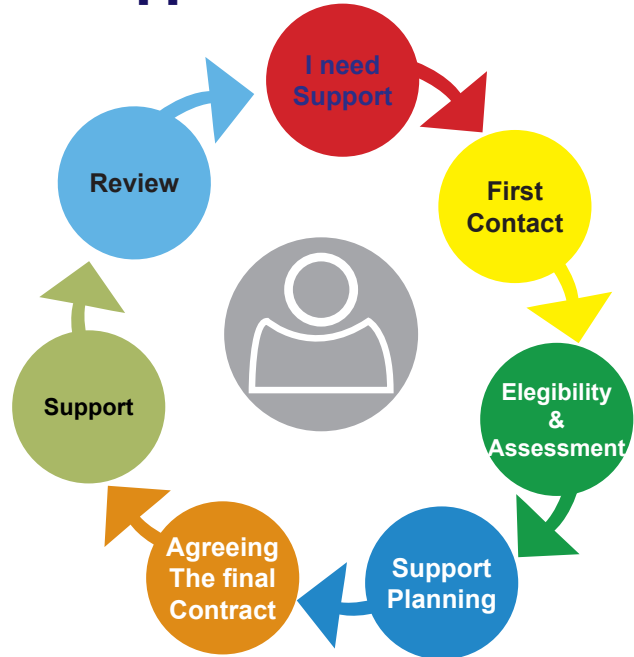 I need
Support
First
Contact
Elegibility
&
Assessment
Support
Planning
Agreeing
The final
Contract
Support
Review